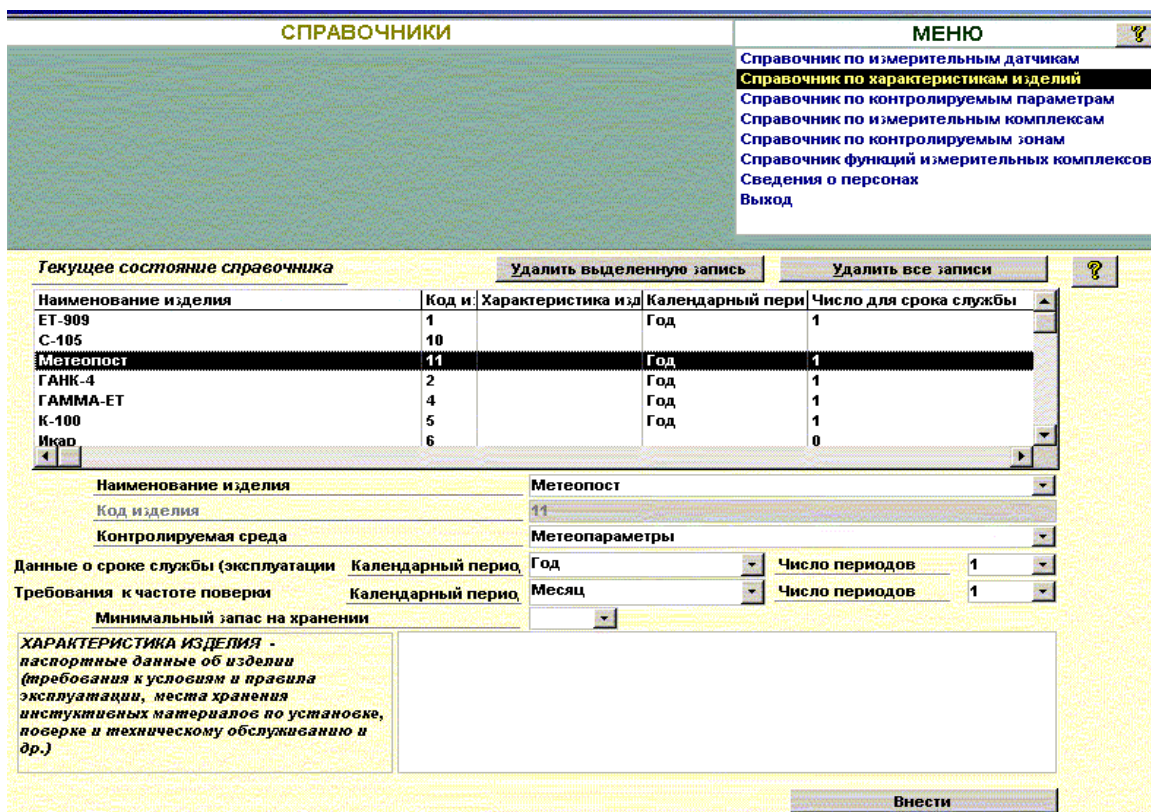 СПРАВОЧНИКИ
МЕНЮ ?
Справочник по измерительным датчикам
Справочник по характеристикам изделий
Справочник по контролируемым параметрам
Справочник по измерительным комплексам
Справочник по контролируемым зонам
Справочник функций измерительных комплексов
Сведения о персонах
Выход
Текущее состояние справочника Удалить выделенную запись Удалить все записи ?
Наименование изделия Код и: Характеристика изд Календарный пери Число для срока службы
ЕТ-909 1 Год 1
С-105 10
Метеопост 11 Год 1
ГАНК-4 2 Год 1
ГАММА-ЕТ 4 Год 1
К-100 5 Год 1
Икар 6 0
Наименование изделия Метеопост
Код изделия 11
Контролируемая среда Метеопараметры
Данные о сроке службы (эксплуатации Календарный период Год Число периодов 1
Требования к частоте поверки Календарный период Месяц Число периодов 1
Минимальный запас на хранении
ХАРАКТЕРИСТИКА ИЗДЕЛИЯ -
паспортные данные об изделии
(требования к условиям и правила
эксплуатации, места хранения
инстуктивных материалов по установке,
поверке и техническому обслуживанию и
др.)
Внести